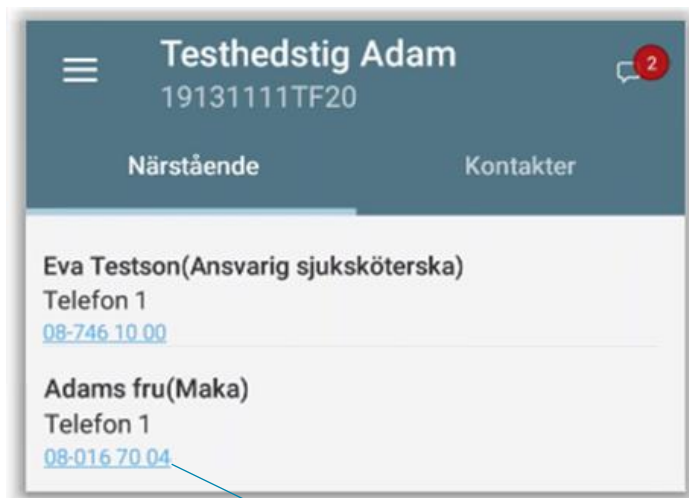 Testhedstig Adam
2
19131111TF20
Närstående
Kontakter
Eva Testson(Ansvarig sjuksköterska)
Telefon 1
08-746 10 00
Adams fru(Maka)
Telefon 1
08-016 70 04